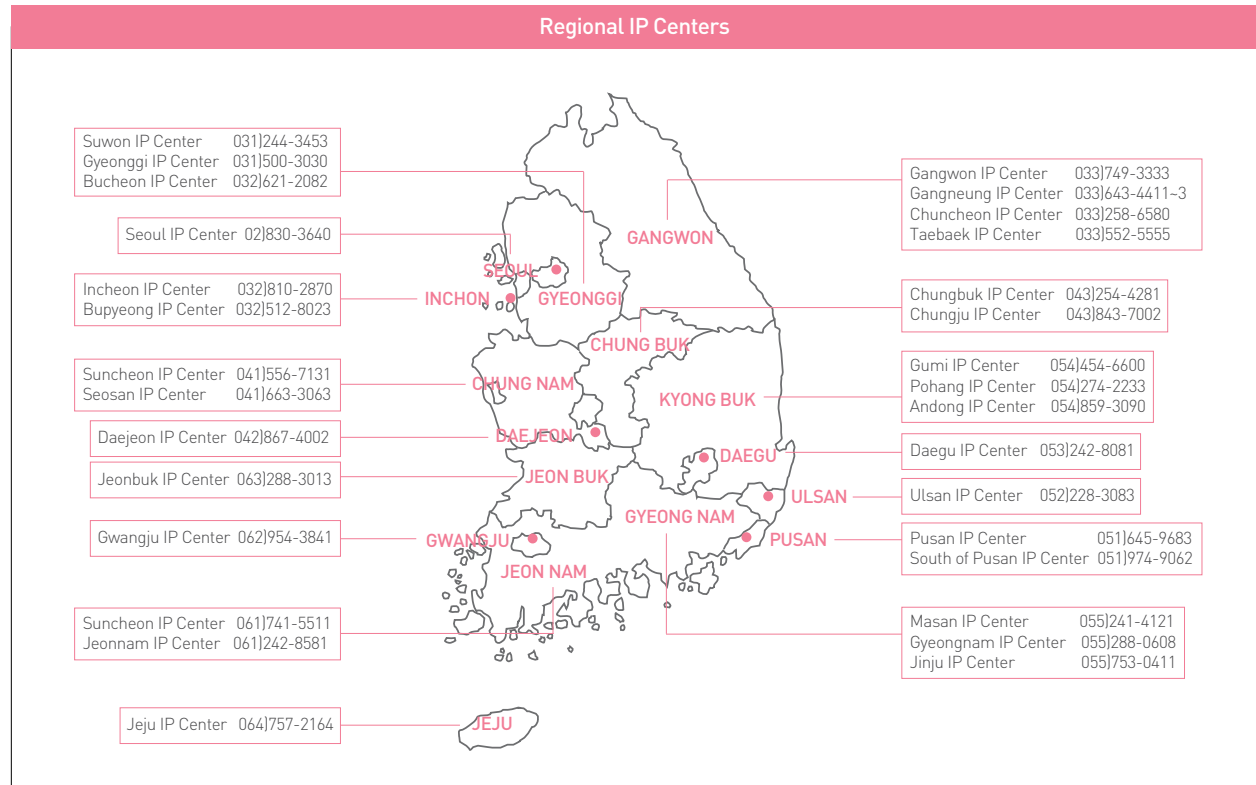 Regional IP Centers
Suwon IP Center 031)244-3453
Gyeonggi IP Center 031)500-3030
Bucheon IP Center 032)621-2082
Seoul IP Center 02)830-3640
Incheon IP Center 032)810-2870
Bupyeong IP Center 032)512-8023
Suncheon IP Center 041)556-7131
Seosan IP Center 041)663-3063
Daejeon IP Center 042)867-4002
Jeonbuk IP Center 063)288-3013
Gwangju IP Center 062)954-3841
Suncheon IP Center 061)741-5511
Jeonnam IP Center 061)242-8581
Jeju IP Center 064)757-2164
GANGWON
SEOUL
INCHON
GYEONGGI
CHUNG BUK
CHUNG NAM
KYONG BUK
DAEJEON
DAEGU
JEON BUK
ULSAN
GYEONG NAM
GWANGJU
PUSAN
JEON NAM
JEJU
Gangwon IP Center 033)749-3333
Gangneung IP Center 033)643-4411~3
Chuncheon IP Center 033)258-6580
Taebaek IP Center 033)552-5555
Chungbuk IP Center 043)254-4281
Chungju IP Center 043)843-7002
Gumi IP Center 054)454-6600
Pohang IP Center 054)274-2233
Andong IP Center 054)859-3090
Daegu IP Center 053)242-8081
Ulsan IP Center 052)228-3083
Pusan IP Center 051)645-9683
South of Pusan IP Center 051)974-9062
Masan IP Center 055)241-4121
Gyeongnam IP Center 055)288-0608
Jinju IP Center 055)753-0411